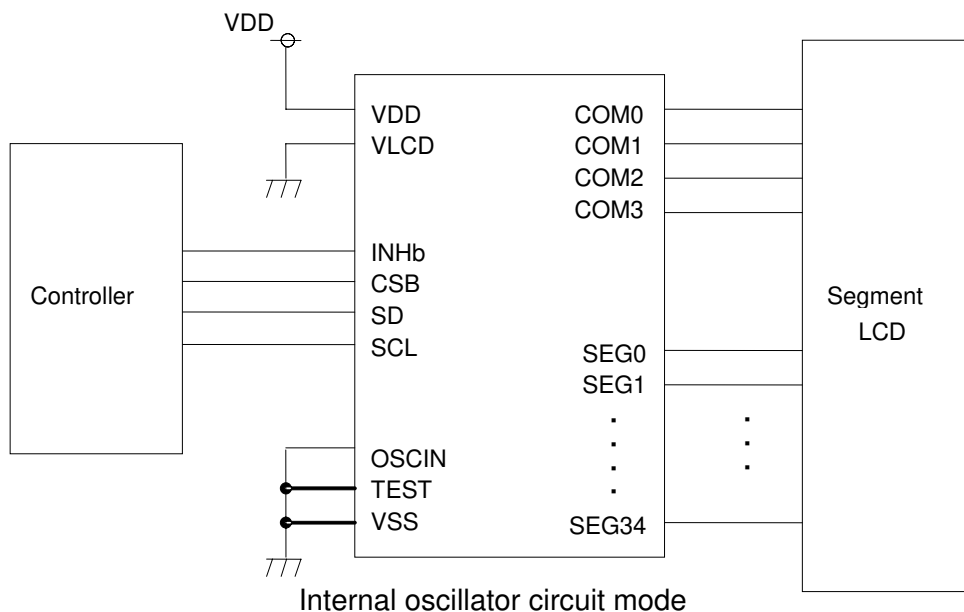 VDD
VDD
VLCD
INHb
CSB
SD
SCL
OSCIN
TEST
VSS
COM0
COM1
COM2
COM3
SEG0
SEG1
SEG34
Controller
Segment
LCD
Internal oscillator circuit mode